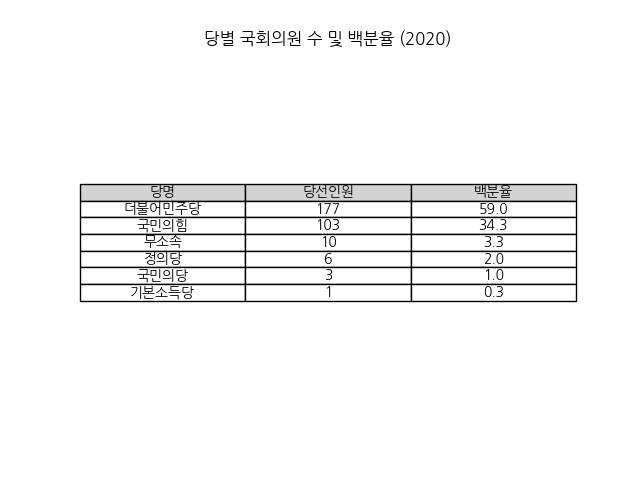 당별 국회의원 수 및 백분율 (2020)
당명 당선인원 백분율
더불어민주당 177 59.0
국민의힘 103 34.3
무소속 10 3.3
정의당 6 2.0
국민의당 3 1.0
기본소득당 1 0.3